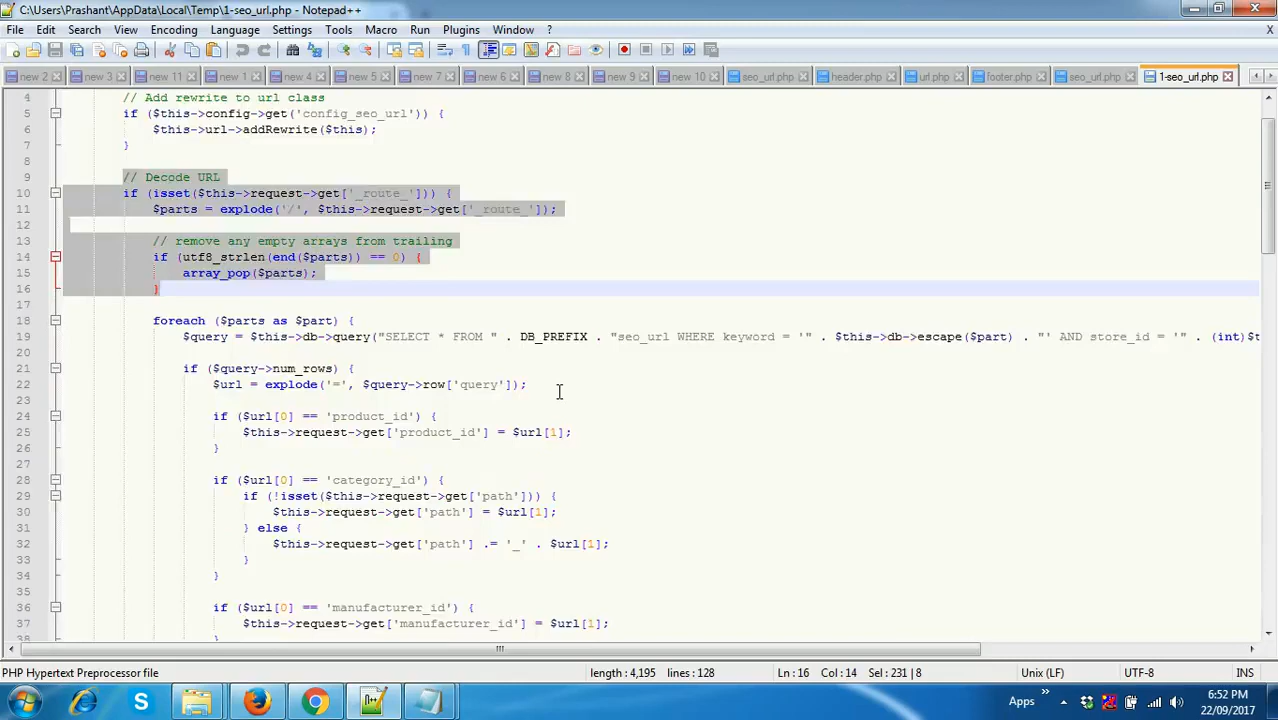 C:\Users\Prashant\AppData\Local\Temp\1-seo_url.php - Notepad++
File Edit Search View Encoding Language Settings Tools Macro Run Plugins Window ? X
new 2 new 3 new 11 new 1 new 4 new 5 new 7 new 6 new 8 new 9 new 10 seo_url.php header.php url.php footer.php seo_url.php 1-seo_url.php
4 // Add rewrite to url class
5 if ($this->config->get('config_seo_url')) {
6 $this->url->addRewrite($this);
7 }
8
9 // Decode URL
10 if (isset($this->request->get['_route_'])) {
11 $parts = explode('/', $this->request->get['_route_']);
12
13 // remove any empty arrays from trailing
14 if (utf8_strlen(end($parts)) == 0) {
15 array_pop($parts);
16 }
17
18 foreach ($parts as $part) {
19 $query = $this->db->query("SELECT * FROM " . DB_PREFIX . "seo_url WHERE keyword = '" . $this->db->escape($part) . "' AND store_id = '" . (int)$t
20
21 if ($query->num_rows) {
22 $url = explode('=', $query->row['query']);
23
24 if ($url[0] == 'product_id') {
25 $this->request->get['product_id'] = $url[1];
26 }
27
28 if ($url[0] == 'category_id') {
29 if (!isset($this->request->get['path'])) {
30 $this->request->get['path'] = $url[1];
31 } else {
32 $this->request->get['path'] .= '_' . $url[1];
33 }
34 }
35
36 if ($url[0] == 'manufacturer_id') {
37 $this->request->get['manufacturer_id'] = $url[1];
38 }
PHP Hypertext Preprocessor file length : 4,195 lines : 128 Ln : 16 Col : 14 Sel : 231 | 8 Unix (LF) UTF-8 INS
Apps 6:52 PM
22/09/2017